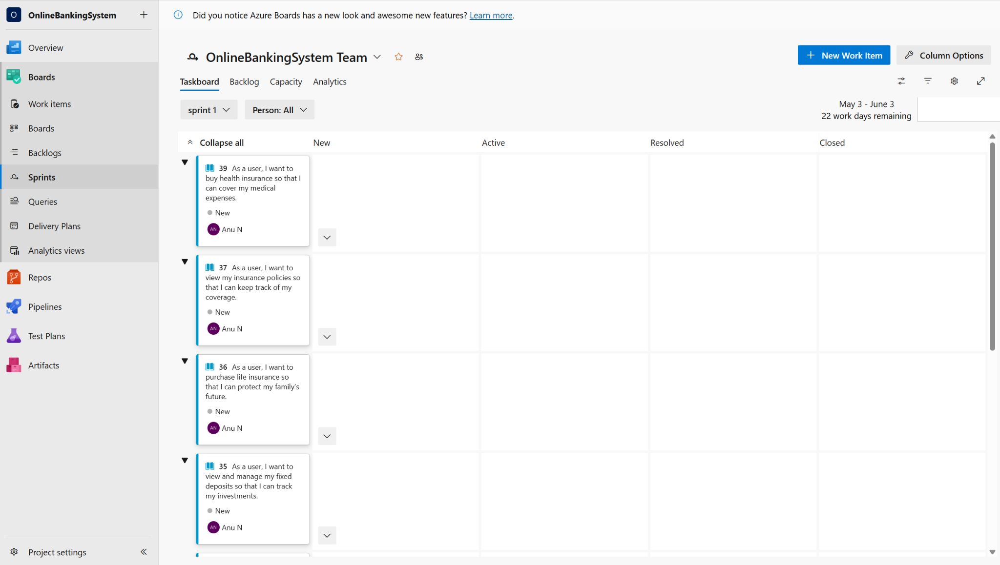 O OnlineBankingSystem
Did you notice Azure Boards has a new look and awesome new features? Learn more.
Overview
Boards
Work items
Boards
Backlogs
Sprints
Queries
Delivery Plans
Analytics views
Repos
Pipelines
Test Plans
Artifacts
Project settings
OnlineBankingSystem Team
New Work Item
Column Options
Taskboard Backlog Capacity Analytics
sprint 1
Person: All
May 3 - June 3
22 work days remaining
Collapse all New Active Resolved Closed
39 As a user, I want to
buy health insurance so that I
can cover my medical
expenses.
New
AN Anu N
37 As a user, I want to
view my insurance policies so
that I can keep track of my
coverage.
New
AN Anu N
36 As a user, I want to
purchase life insurance so
that I can protect my family’s
future.
New
AN Anu N
35 As a user, I want to
view and manage my fixed
deposits so that I can track
my investments.
New
AN Anu N